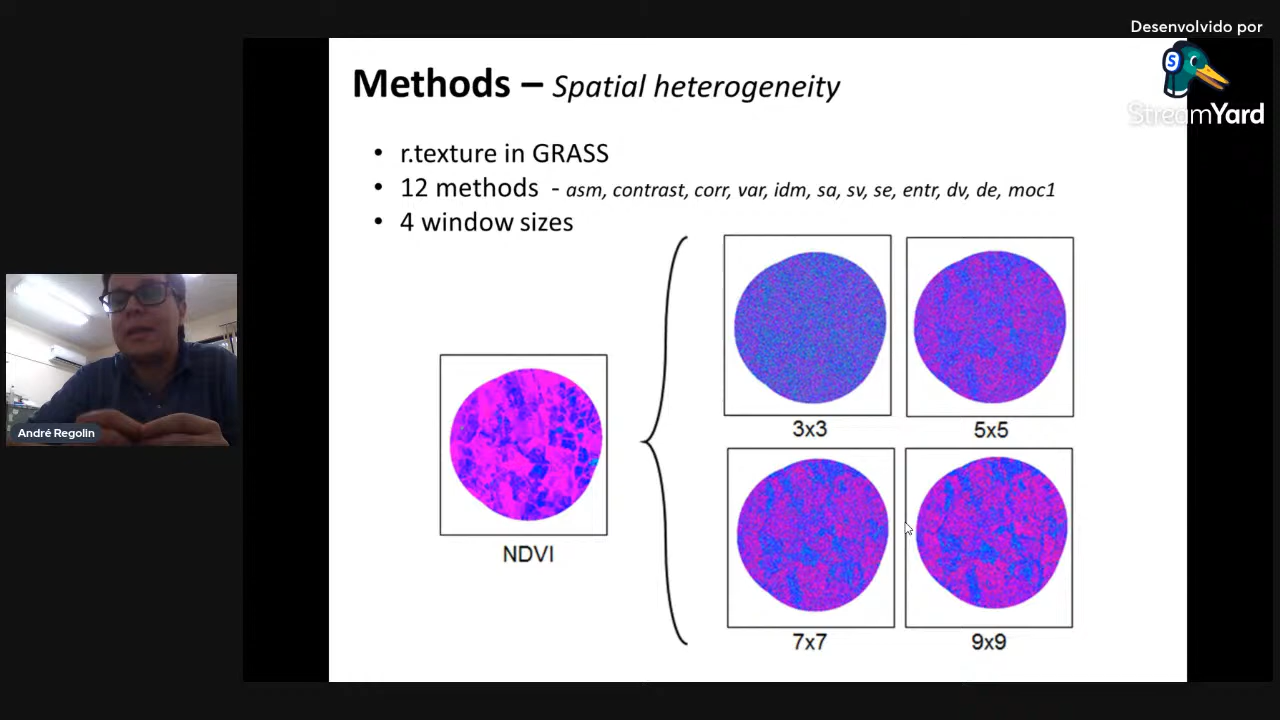 Desenvolvido por
StreamYard
Methods – Spatial heterogeneity
• r.texture in GRASS
• 12 methods - asm, contrast, corr, var, idm, sa, sv, se, entr, dv, de, moc1
• 4 window sizes
3x3
5x5
André Regolin
NDVI
7x7
9x9